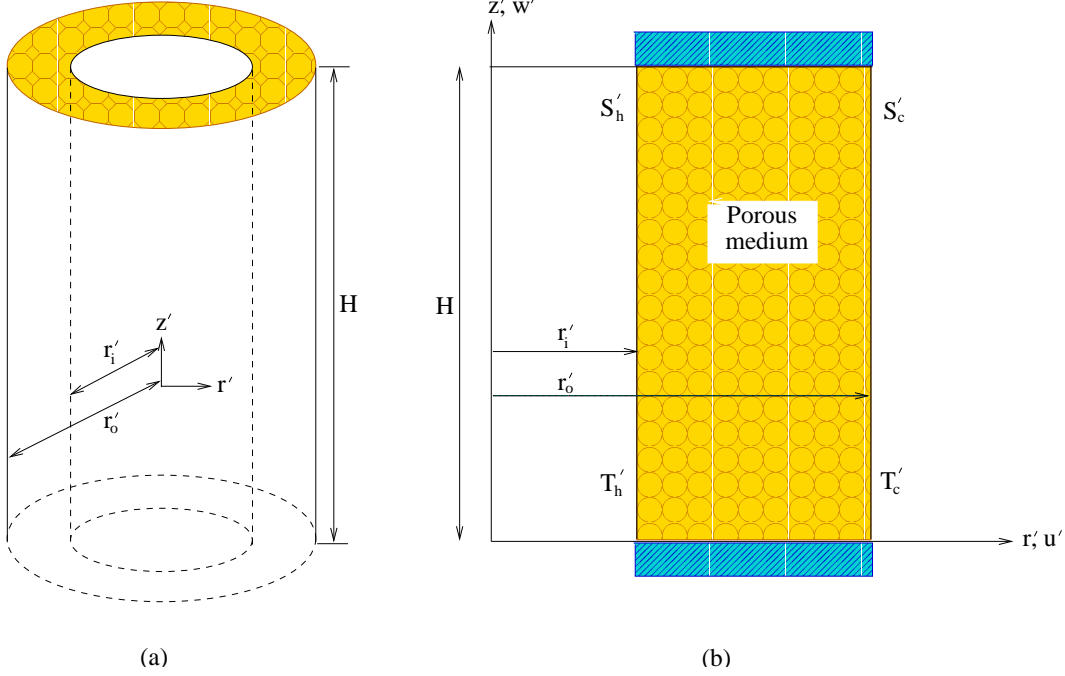 z′
r′
r′i
r′o
H
(a)
z′, w′
S′h
S′c
Porous
medium
H
r′i
r′o
T′h
T′c
r′, u′
(b)